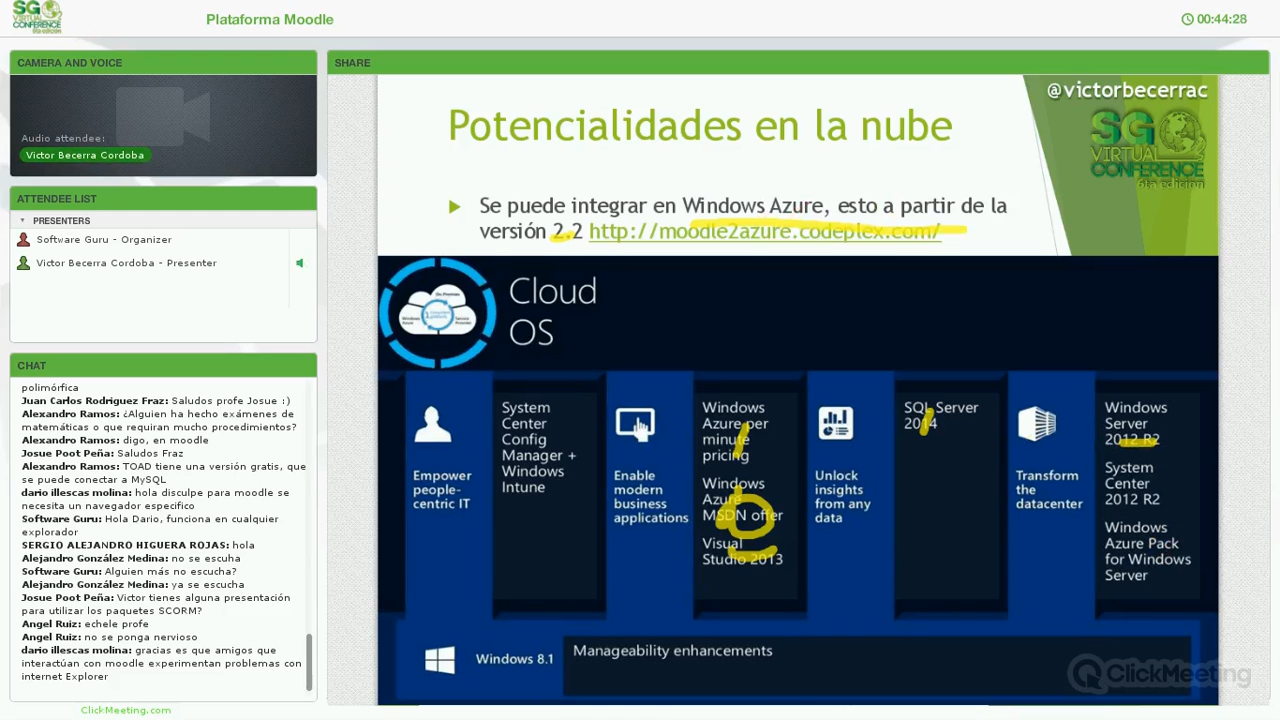 SG
VIRTUAL
CONFERENCE
6ta edición
Plataforma Moodle
00:44:28
CAMERA AND VOICE
Audio attendee:
Victor Becerra Cordoba
ATTENDEE LIST
PRESENTERS
Software Guru - Organizer
Victor Becerra Cordoba - Presenter
CHAT
polimórfica
Juan Carlos Rodriguez Fraz: Saludos profe Josue :)
Alexandro Ramos: ¿Alguien ha hecho exámenes de
matemáticas o que requiran mucho procedimientos?
Alexandro Ramos: digo, en moodle
Josue Poot Peña: Saludos Fraz
Alexandro Ramos: TOAD tiene una versión gratis, que
se puede conectar a MySQL
dario illescas molina: hola disculpe para moodle se
necesita un navegador especifico
Software Guru: Hola Dario, funciona en cualquier
explorador
SERGIO ALEJANDRO HIGUERA ROJAS: hola
Alejandro González Medina: no se escuha
Software Guru: Alguien más no escucha?
Alejandro González Medina: ya se escucha
Josue Poot Peña: Victor tienes alguna presentación
para utilizar los paquetes SCORM?
Angel Ruiz: echele profe
Angel Ruiz: no se ponga nervioso
dario illescas molina: gracias es que amigos que
interactúan con moodle experimentan problemas con
internet Explorer
ClickMeeting.com
SHARE
@victorbecerrac
SG
VIRTUAL
CONFERENCE
6ta edición
Potencialidades en la nube
Se puede integrar en Windows Azure, esto a partir de la
versión 2.2 http://moodle2azure.codeplex.com/
Cloud
OS
Empower
people-
centric IT
System
Center
Config
Manager +
Windows
Intune
Enable
modern
business
applications
Windows
Azure per
minute
pricing
Windows
Azure
MSDN offer
Visual
Studio 2013
Unlock
insights
from any
data
SQL Server
2014
Transform
the
datacenter
Windows
Server
2012 R2
System
Center
2012 R2
Windows
Azure Pack
for Windows
Server
Windows 8.1
Manageability enhancements
ClickMeeting